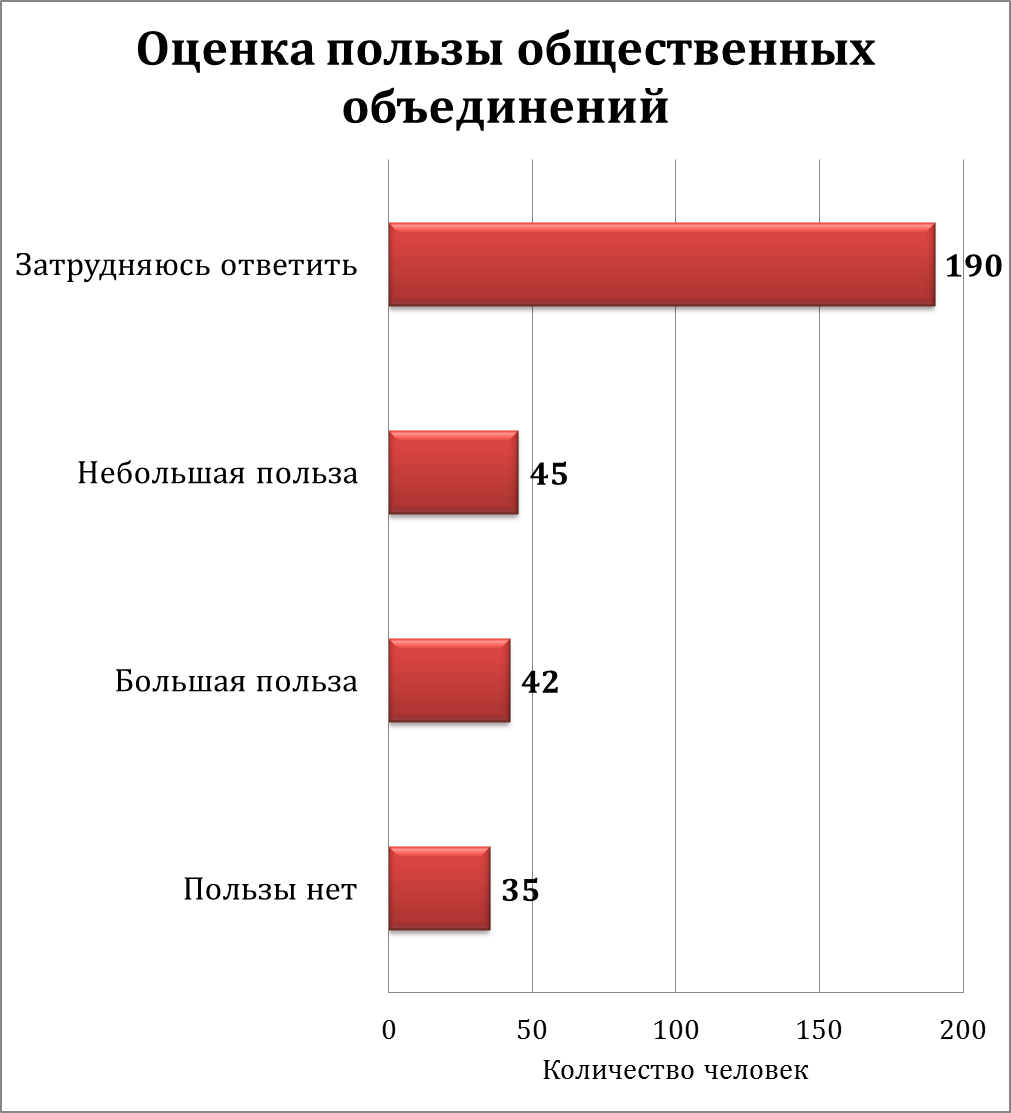 Оценка пользы общественных
объединений
Затрудняюсь ответить
190
Небольшая польза
45
Большая польза
42
Пользы нет
35
0 50 100 150 200
Количество человек